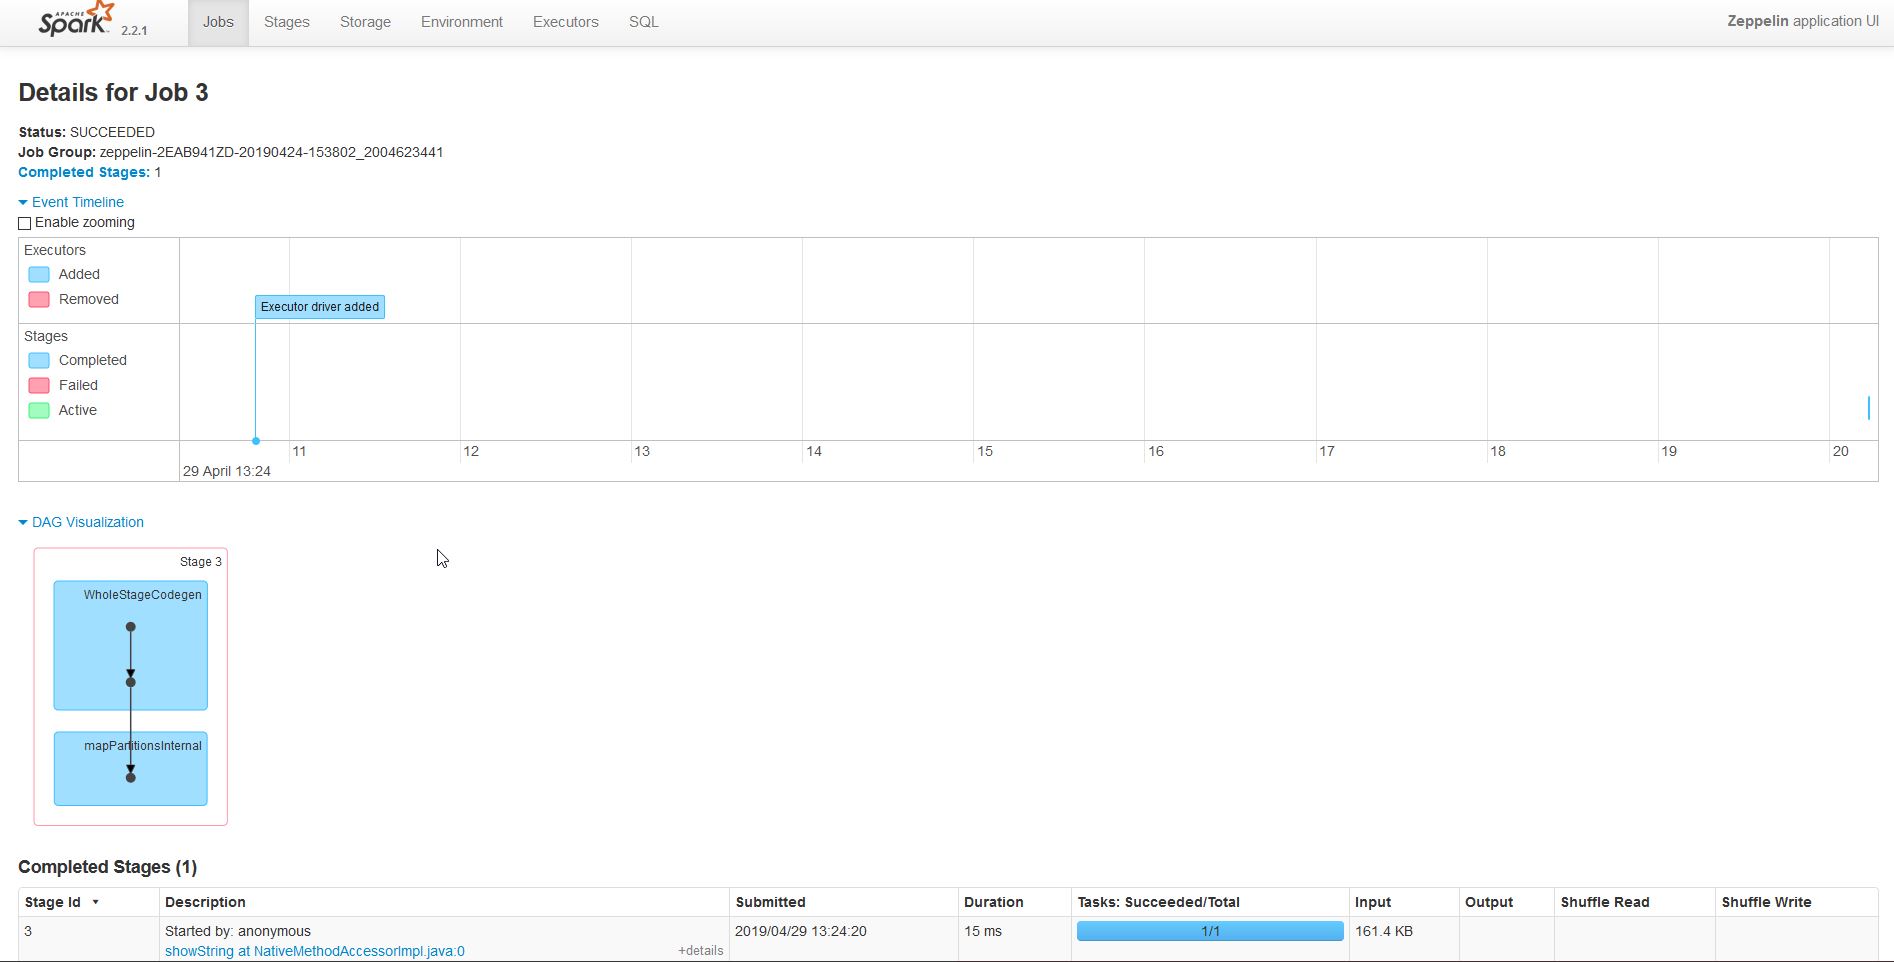 APACHE
Spark 2.2.1 Jobs Stages Storage Environment Executors SQL Zeppelin application UI
Details for Job 3
Status: SUCCEEDED
Job Group: zeppelin-2EAB941ZD-20190424-153802_2004623441
Completed Stages: 1
Event Timeline
Enable zooming
Executors
Added
Removed
Executor driver added
Stages
Completed
Failed
Active
11 12 13 14 15 16 17 18 19 20
29 April 13:24
DAG Visualization
Stage 3
WholeStageCodegen
mapPartitionsInternal
Completed Stages (1)
Stage Id Description Submitted Duration Tasks: Succeeded/Total Input Output Shuffle Read Shuffle Write
3 Started by: anonymous 2019/04/29 13:24:20 15 ms 1/1 161.4 KB
showString at NativeMethodAccessorImpl.java:0 +details